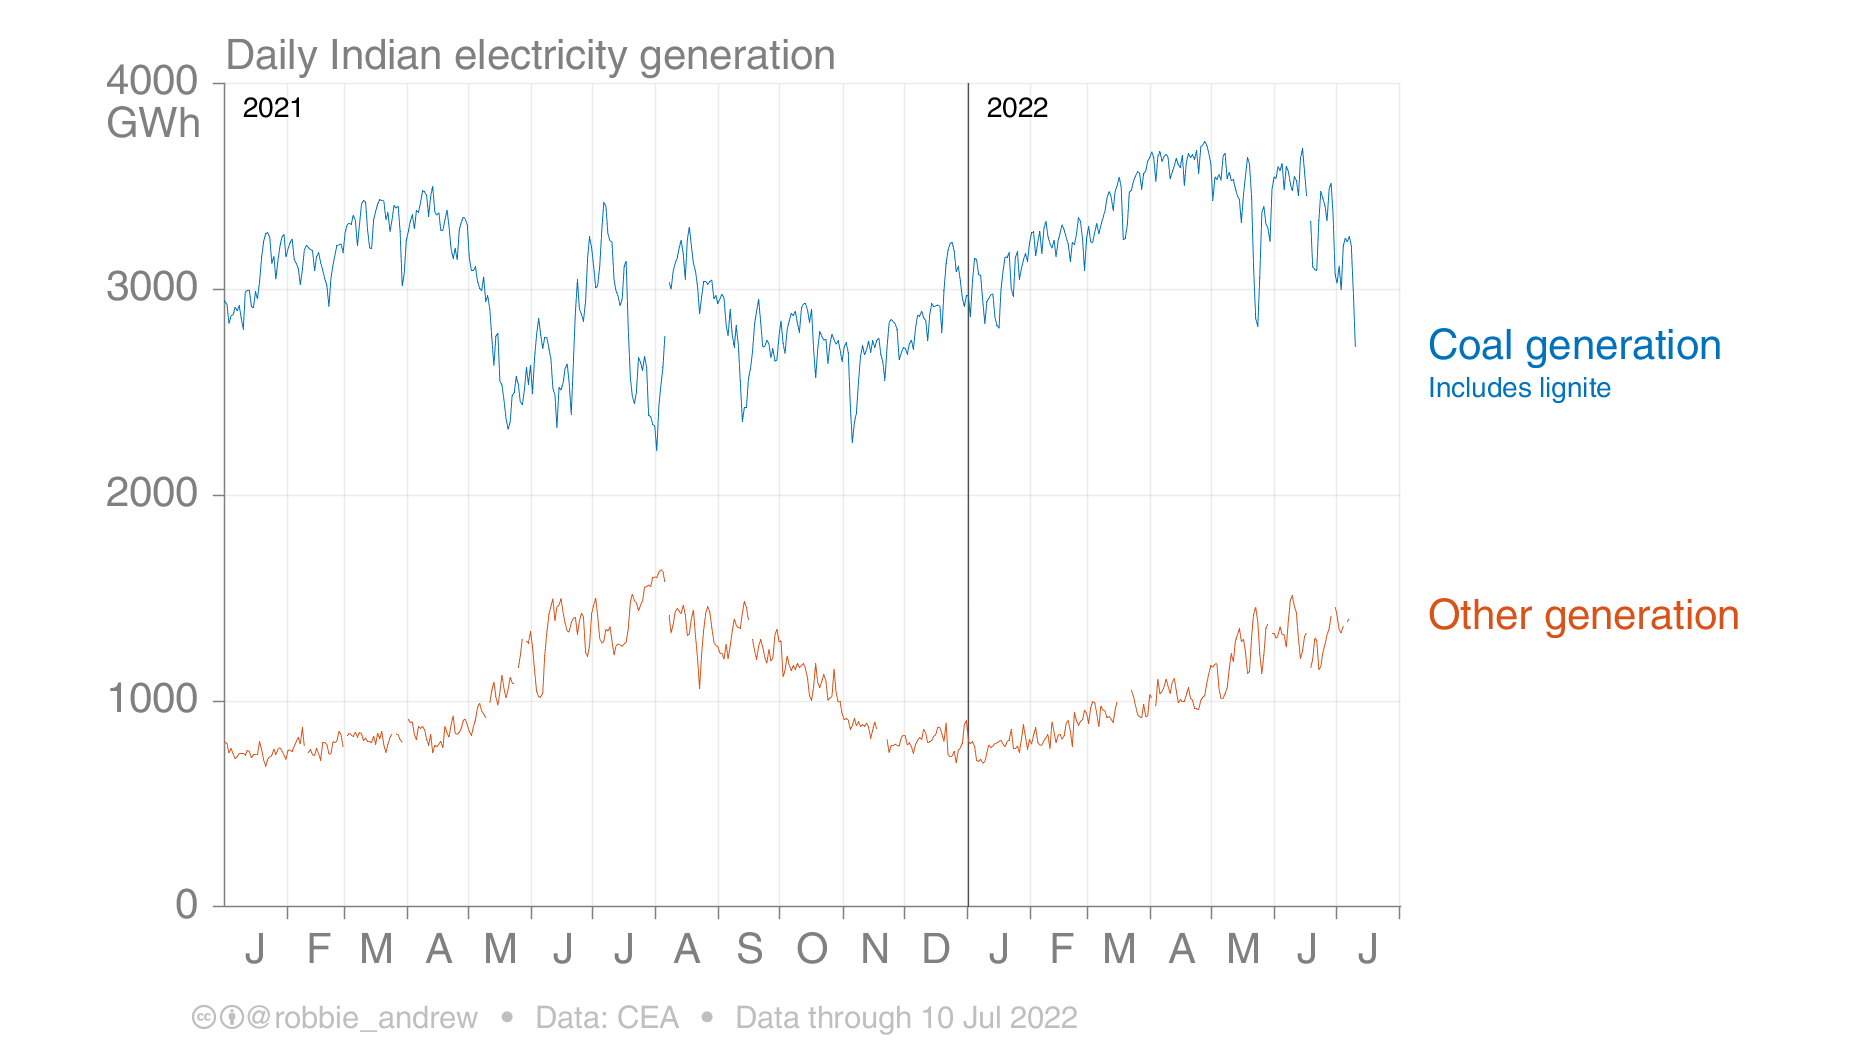 Daily Indian electricity generation
4000
GWh
2021
2022
3000
2000
1000
0
Coal generation
Includes lignite
Other generation
J F M A M J J A S O N D J F M A M J J
@robbie_andrew • Data: CEA • Data through 10 Jul 2022